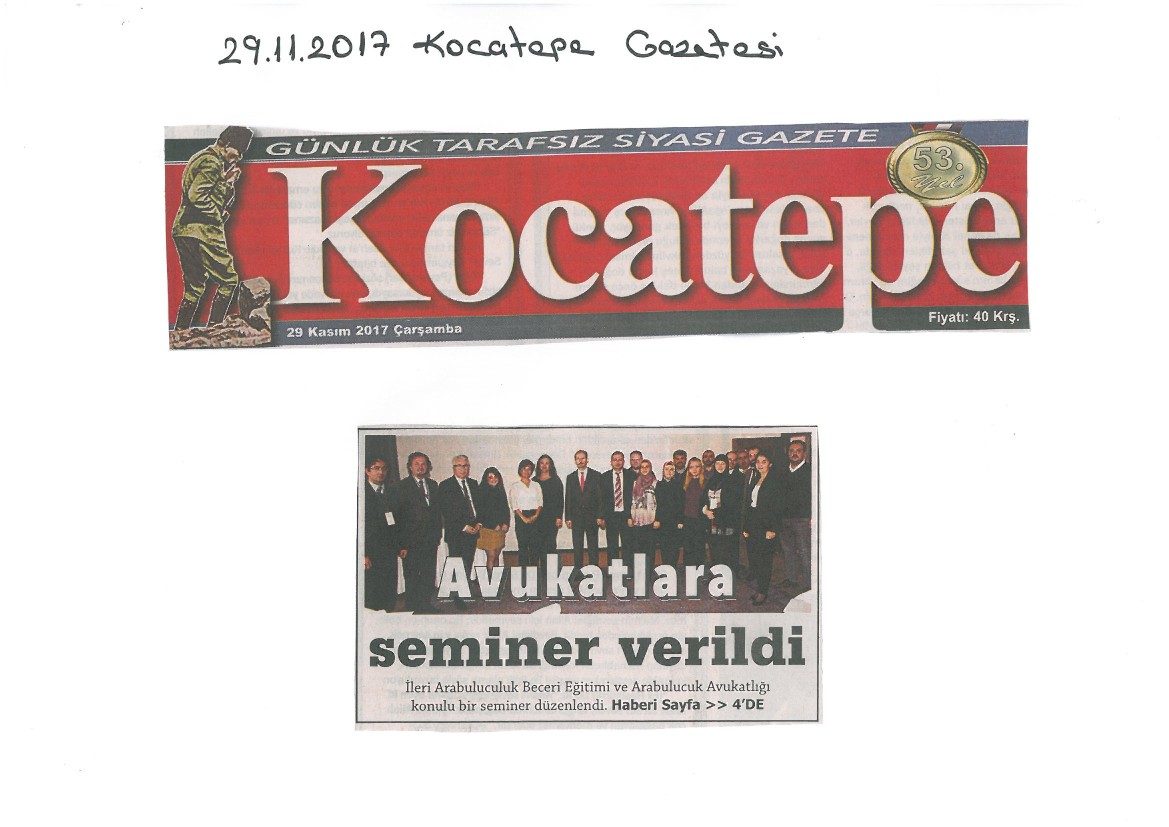 29.11.2017 Kocatepe Gazetesi
GÜNLÜK TARAFSIZ SİYASİ GAZETE
53.
Yıl
Kocatepe
29 Kasım 2017 Çarşamba
Fiyatı: 40 Krş.
Avukatlara
seminer verildi
İleri Arabuluculuk Beceri Eğitimi ve Arabulucuk Avukatlığı
konulu bir seminer düzenlendi. Haberi Sayfa >> 4'DE